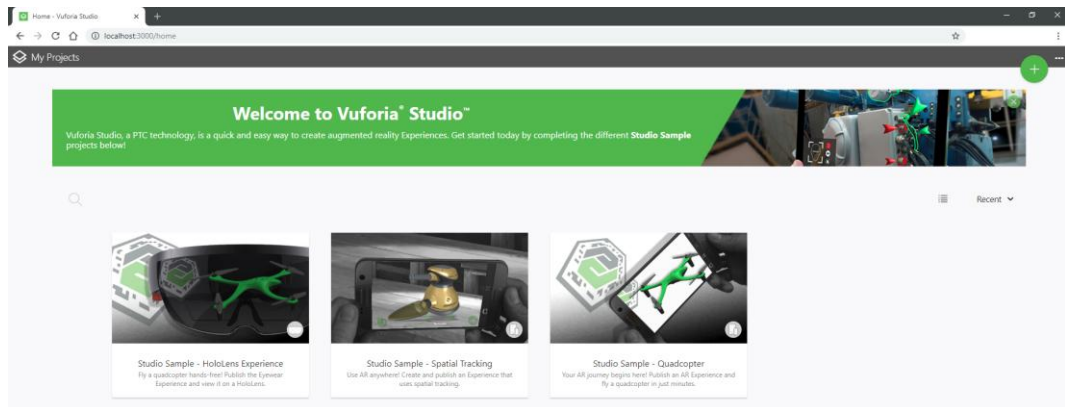 Home - Vuforia Studio
localhost:3000/home
My Projects
Welcome to Vuforia® Studio™
Vuforia Studio, a PTC technology, is a quick and easy way to create augmented reality Experiences. Get started today by completing the different Studio Sample
projects below!
Recent
Studio Sample - HoloLens Experience
Fly a quadcopter hands-free! Publish the Eyewear
Experience and view it on a HoloLens.
Studio Sample - Spatial Tracking
Use AR anywhere! Create and publish an Experience that
uses spatial tracking.
Studio Sample - Quadcopter
Your AR journey begins here! Publish an AR Experience and
fly a quadcopter in just minutes.